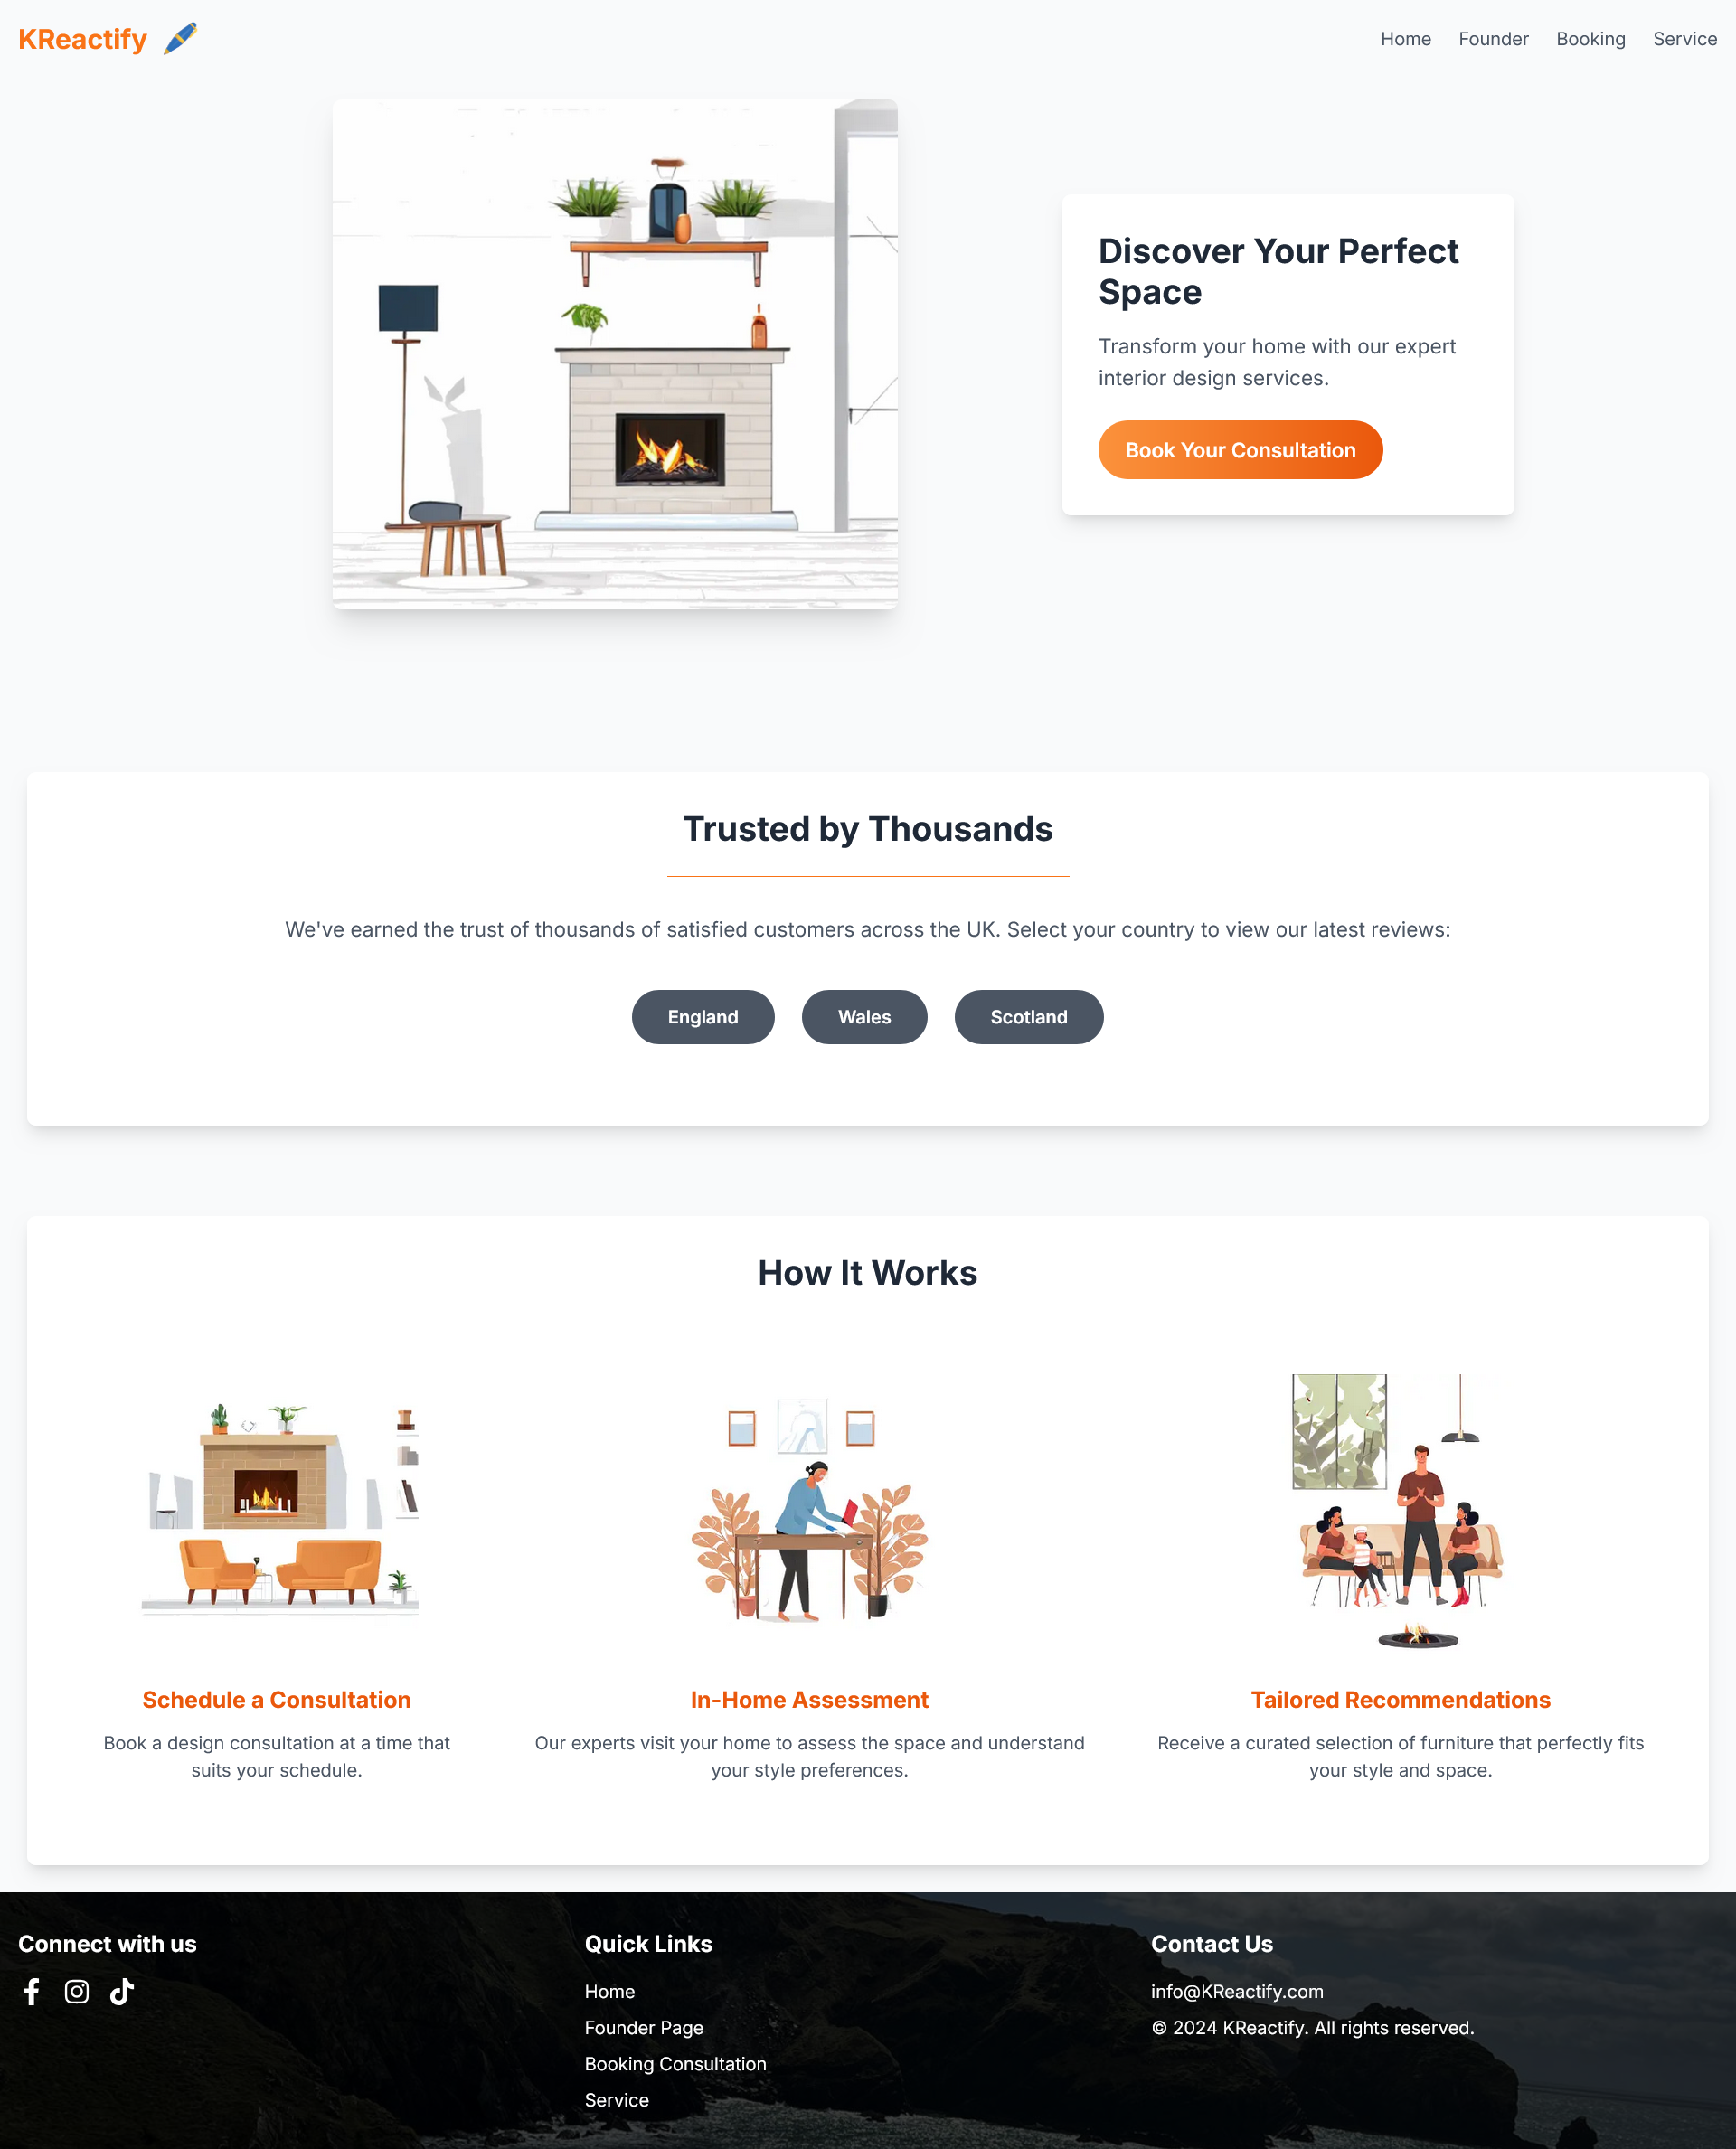 KReactify
Home Founder Booking Service
Discover Your Perfect
Space
Transform your home with our expert
interior design services.
Book Your Consultation
Trusted by Thousands
We've earned the trust of thousands of satisfied customers across the UK. Select your country to view our latest reviews:
England Wales Scotland
How It Works
Schedule a Consultation
Book a design consultation at a time that
suits your schedule.
In-Home Assessment
Our experts visit your home to assess the space and understand
your style preferences.
Tailored Recommendations
Receive a curated selection of furniture that perfectly fits
your style and space.
Connect with us
Quick Links
Home
Founder Page
Booking Consultation
Service
Contact Us
info@KReactify.com
© 2024 KReactify. All rights reserved.